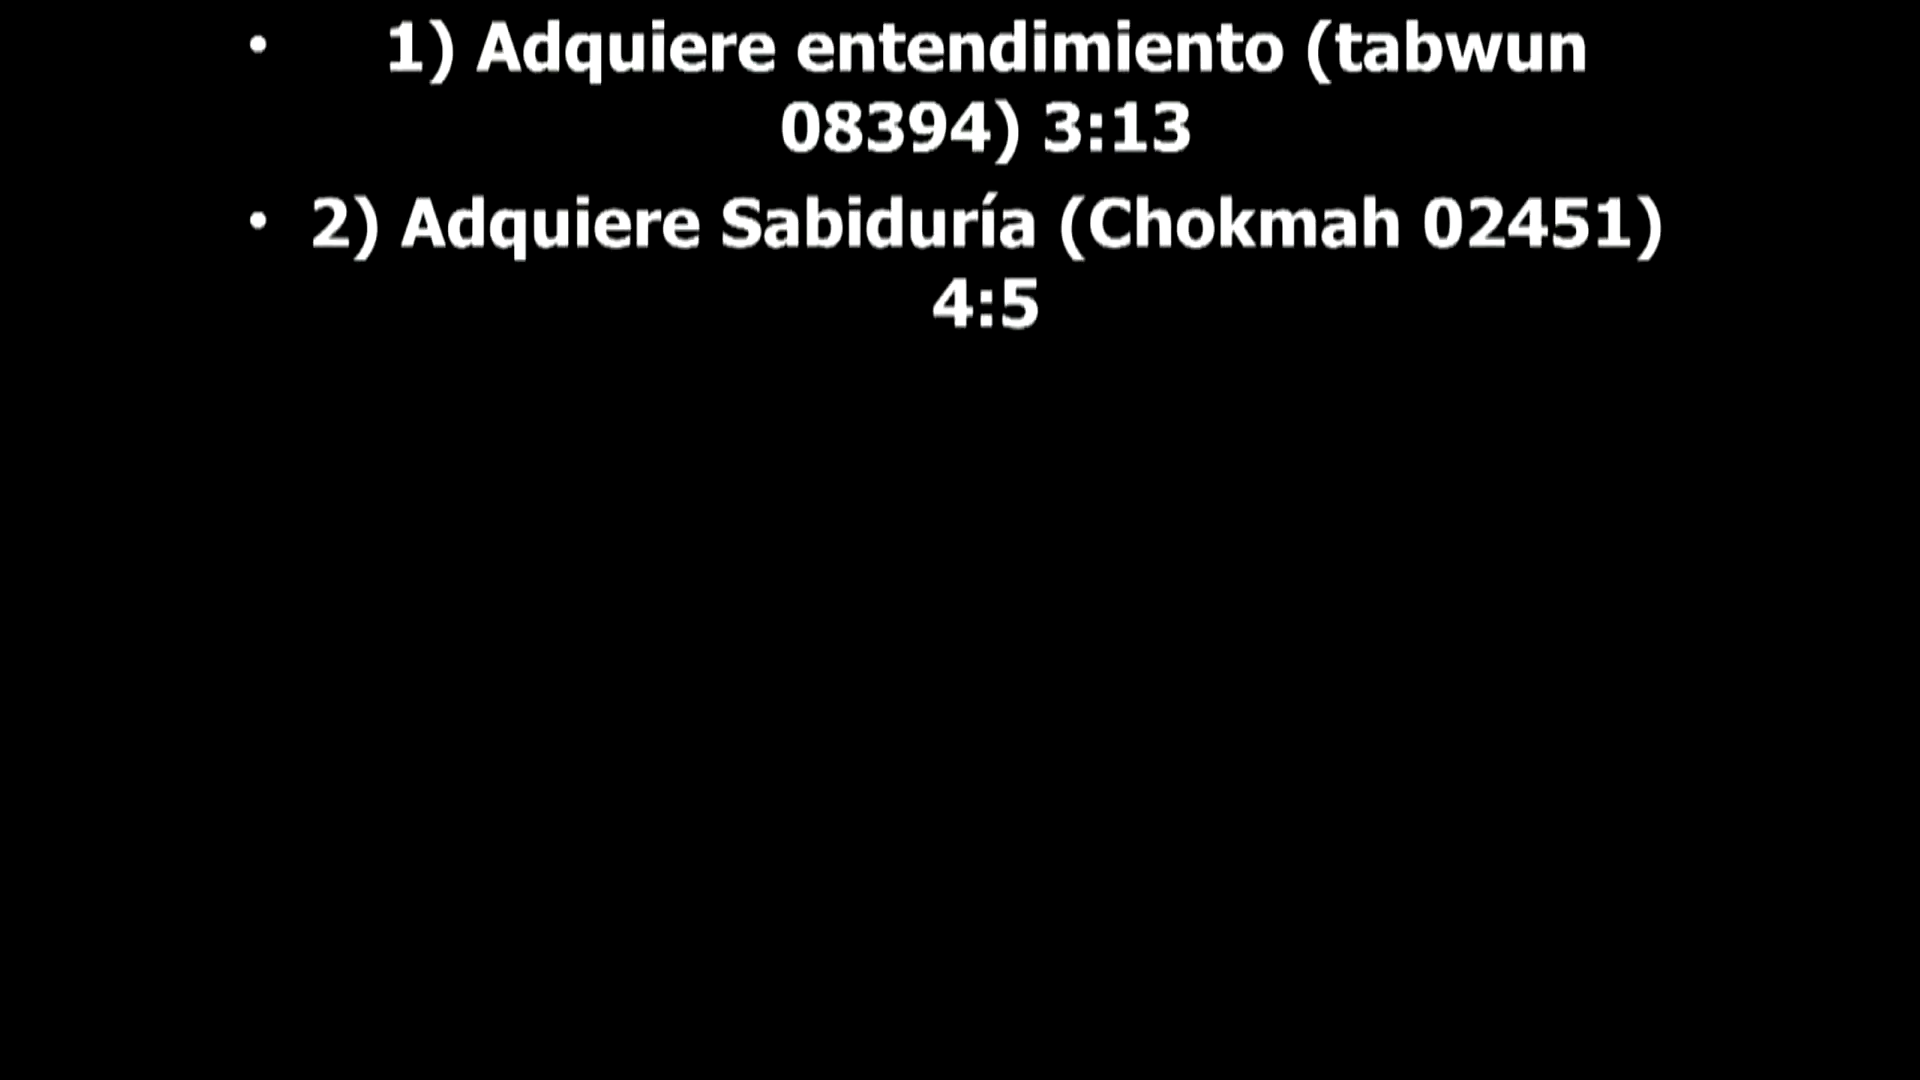 • 1) Adquiere entendimiento (tabwun
08394) 3:13
• 2) Adquiere Sabiduría (Chokmah 02451)
4:5